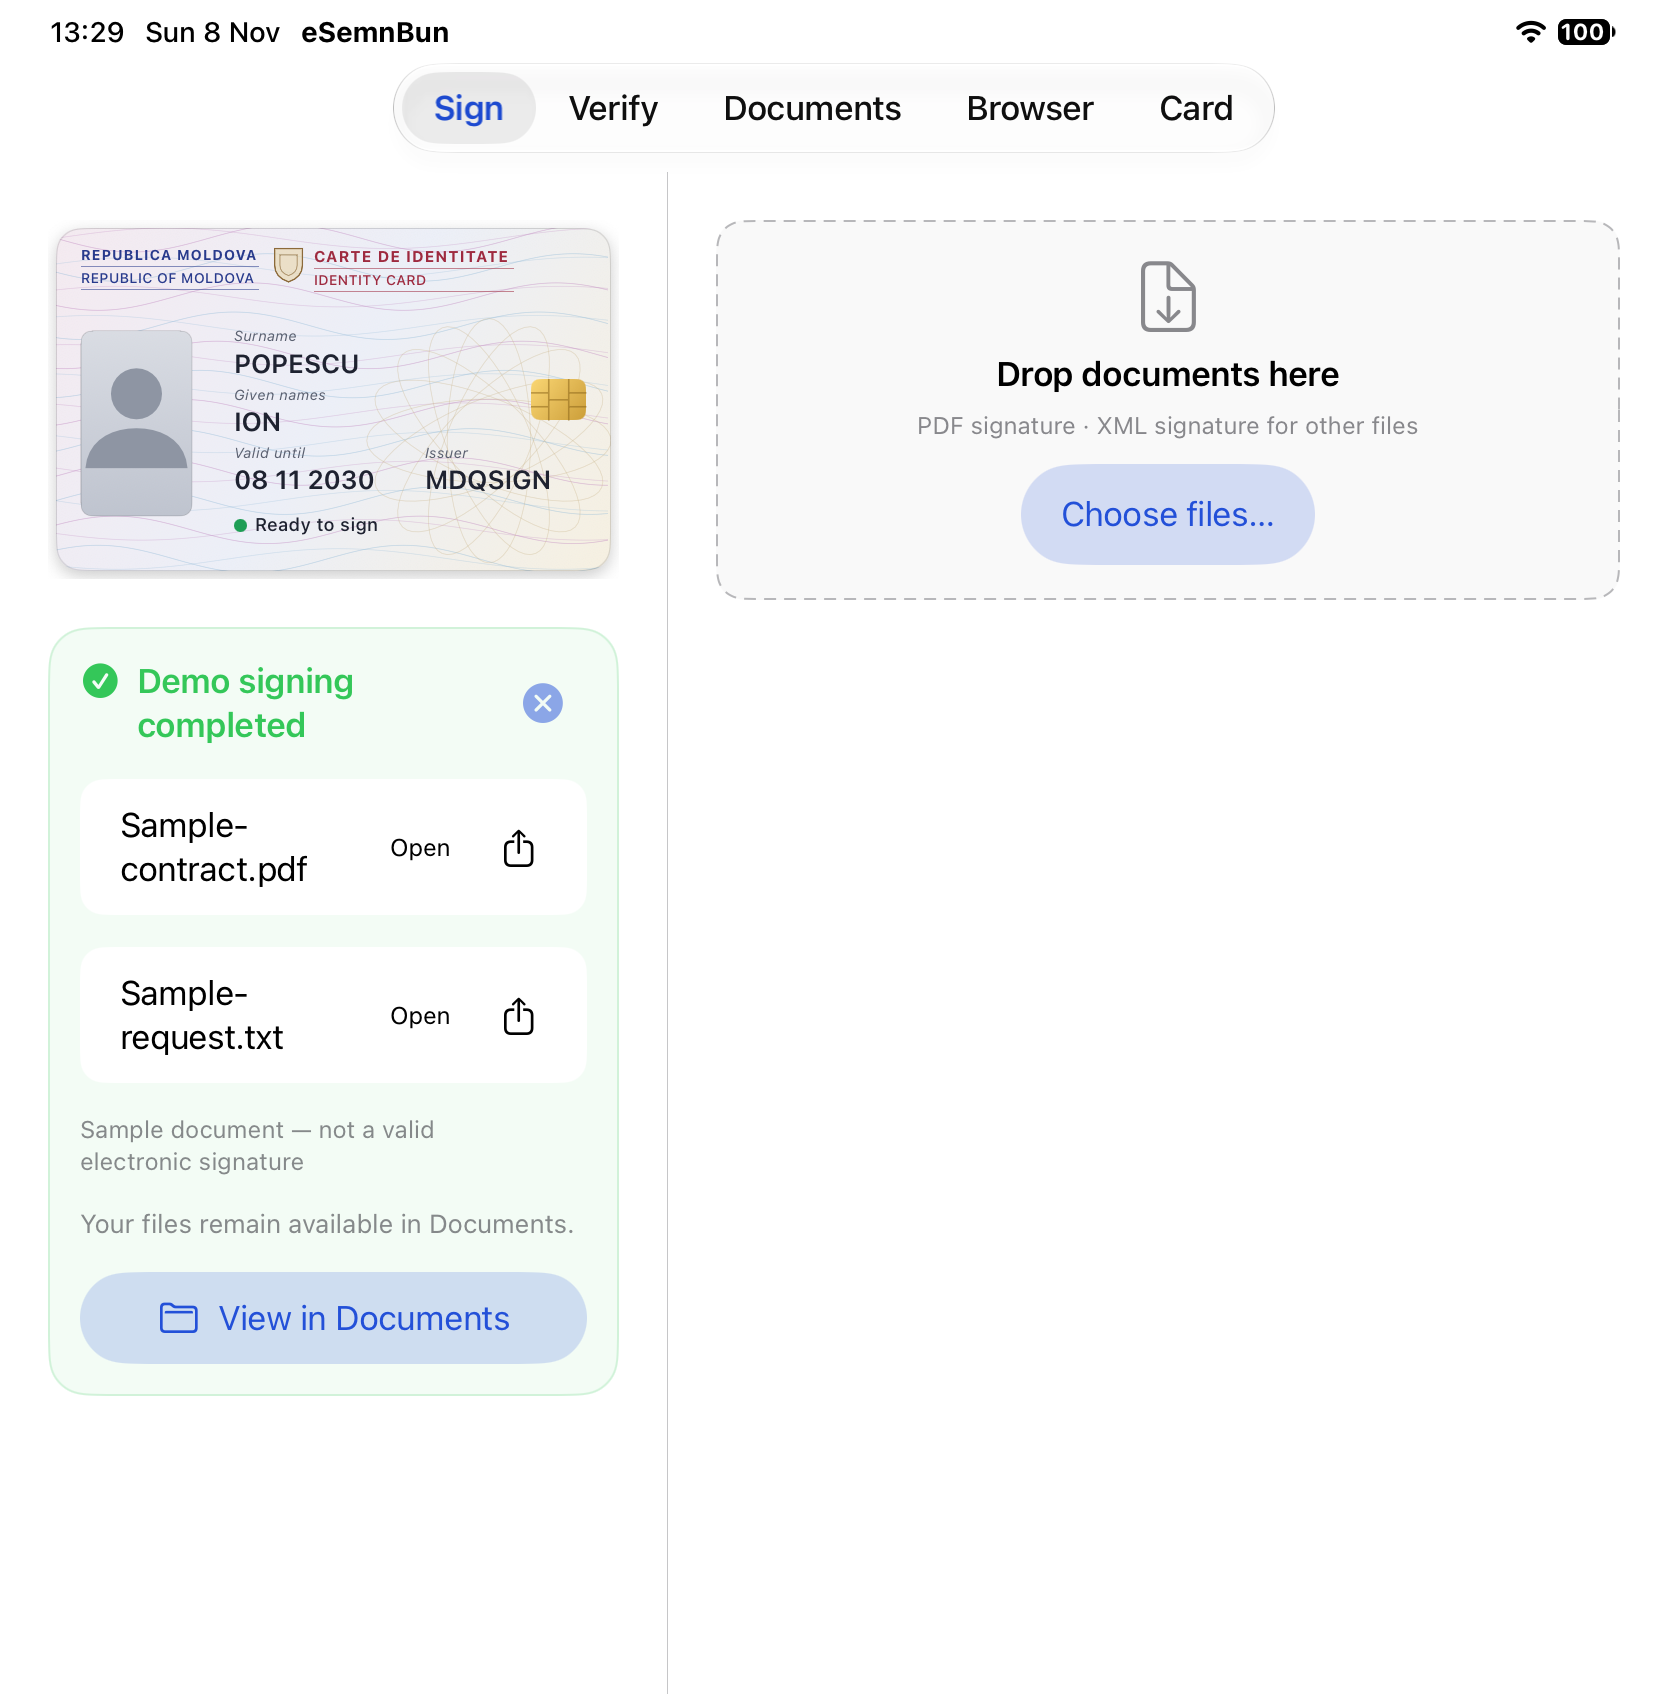 13:29 Sun 8 Nov eSemnBun
100
Sign Verify Documents Browser Card
REPUBLICA MOLDOVA
REPUBLIC OF MOLDOVA
CARTE DE IDENTITATE
IDENTITY CARD
Surname
POPESCU
Given names
ION
Valid until
08 11 2030
Issuer
MDQSIGN
Ready to sign
Demo signing
completed
Sample-
contract.pdf
Open
Sample-
request.txt
Open
Sample document — not a valid
electronic signature
Your files remain available in Documents.
View in Documents
Drop documents here
PDF signature · XML signature for other files
Choose files...